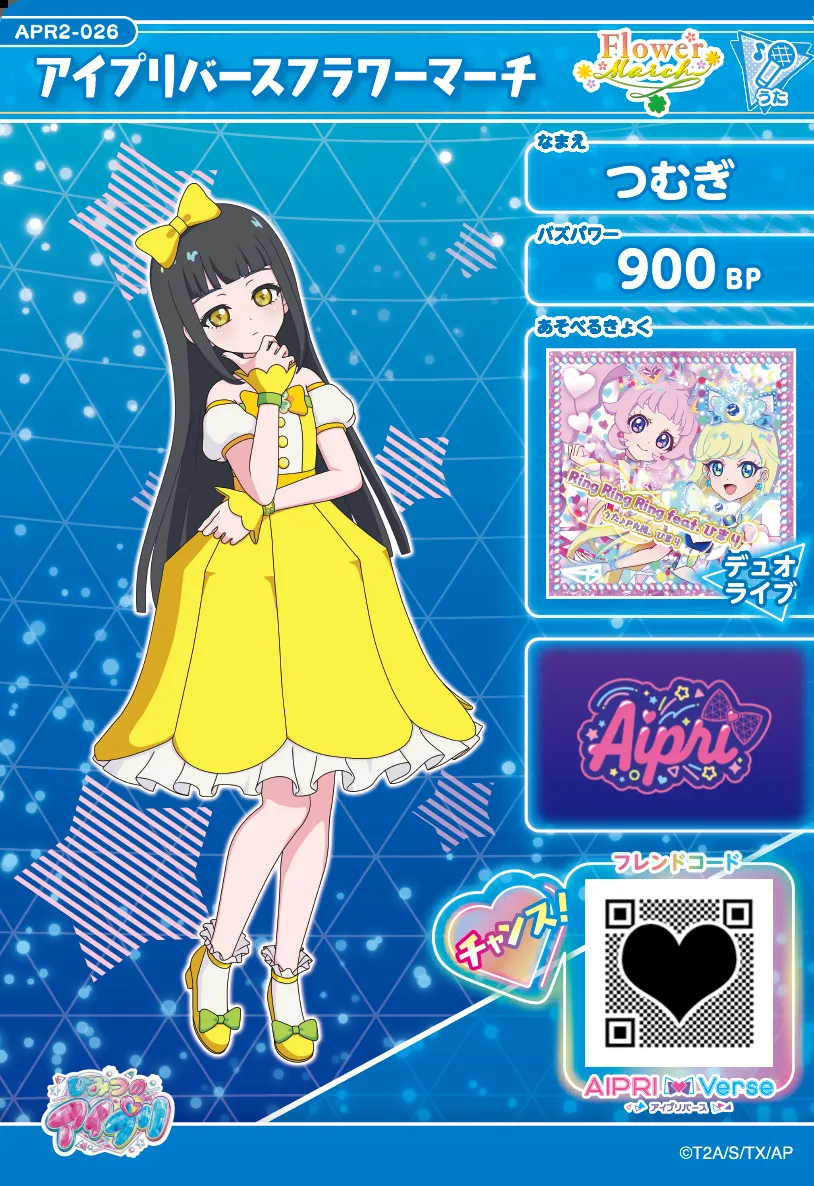 APR2-026
アイプリバースフラワーマーチ
Flower
March
うた
なまえ
つむぎ
バズパワー
900 BP
あそべるきょく
Ring Ring Ring feat. ひまり
デュオ
ライブ
Aipri
フレンドコード
チャンス!
AIPRI Verse
アイプリバース
ひみつの
アイプリ
©T2A/S/TX/AP